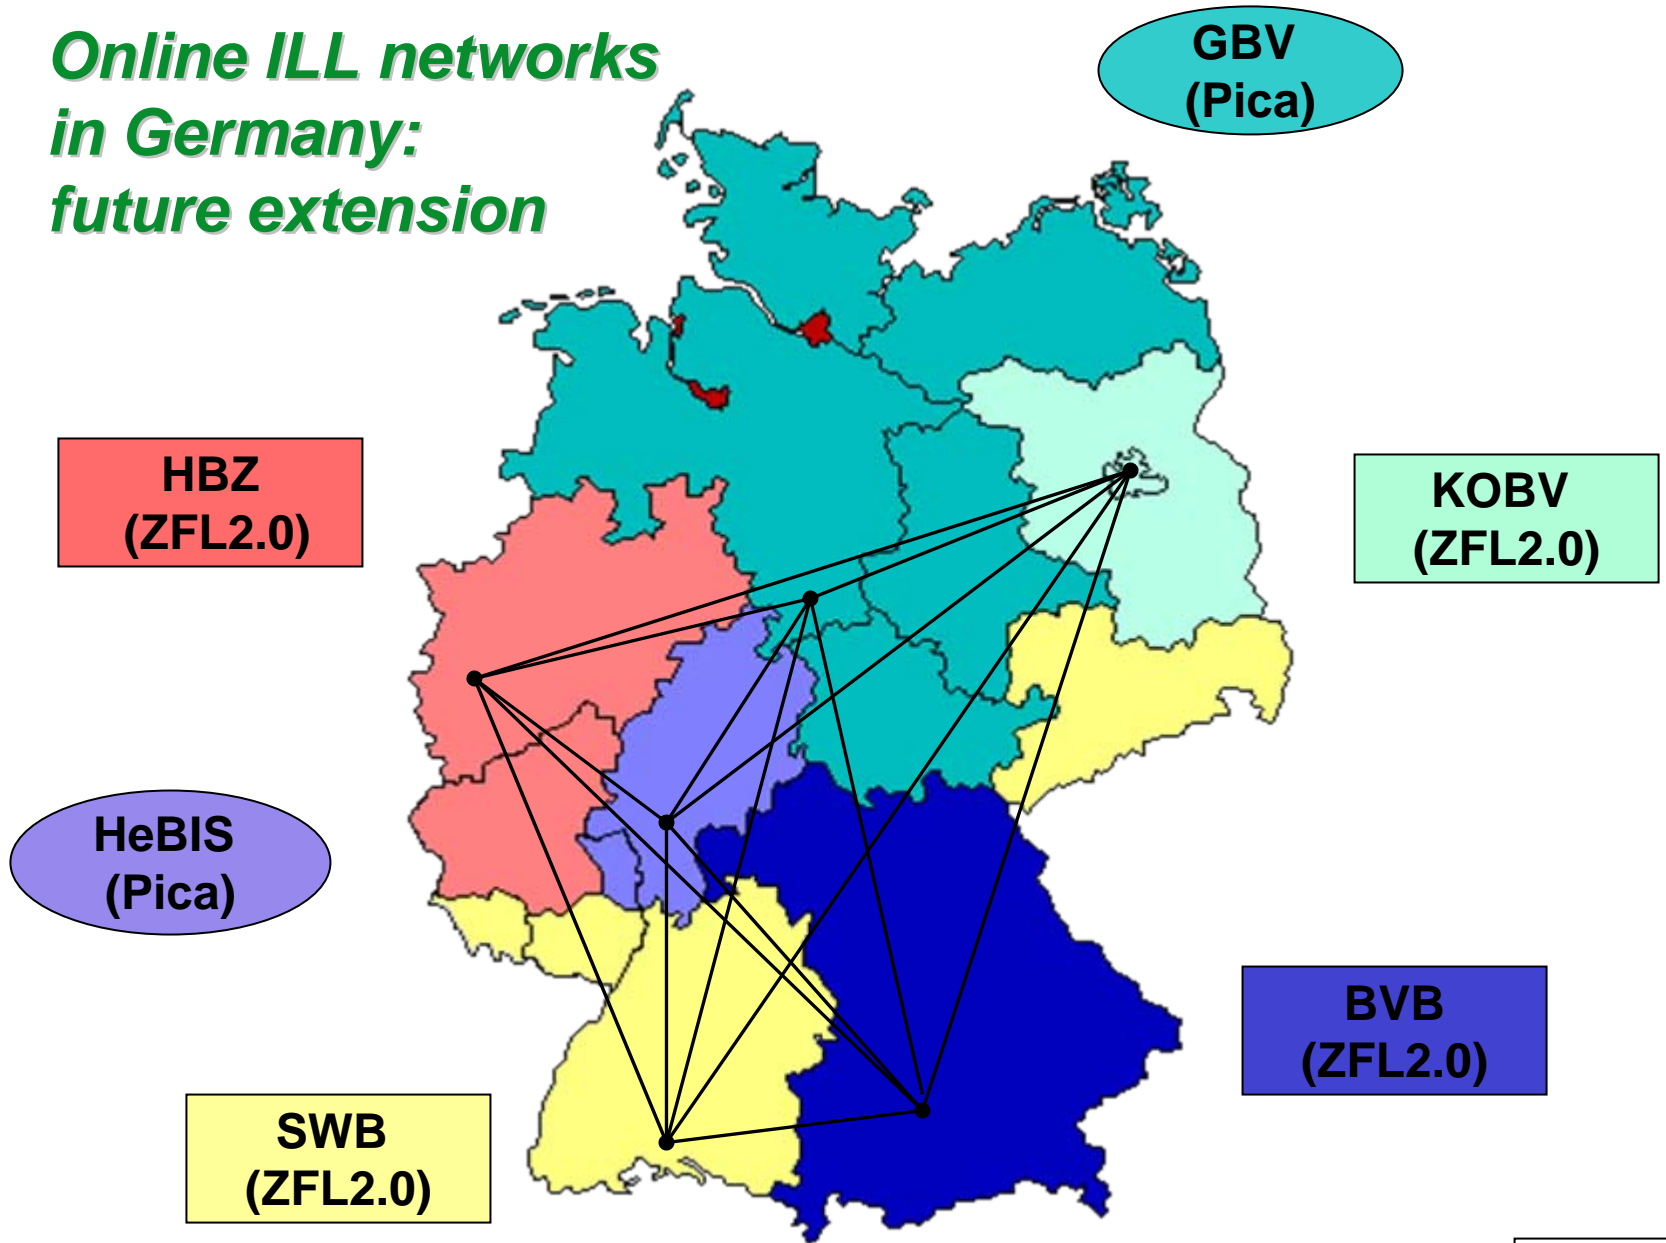 Online ILL networks
in Germany:
future extension
GBV
(Pica)
HBZ
(ZFL2.0)
KOBV
(ZFL2.0)
HeBIS
(Pica)
BVB
(ZFL2.0)
SWB
(ZFL2.0)